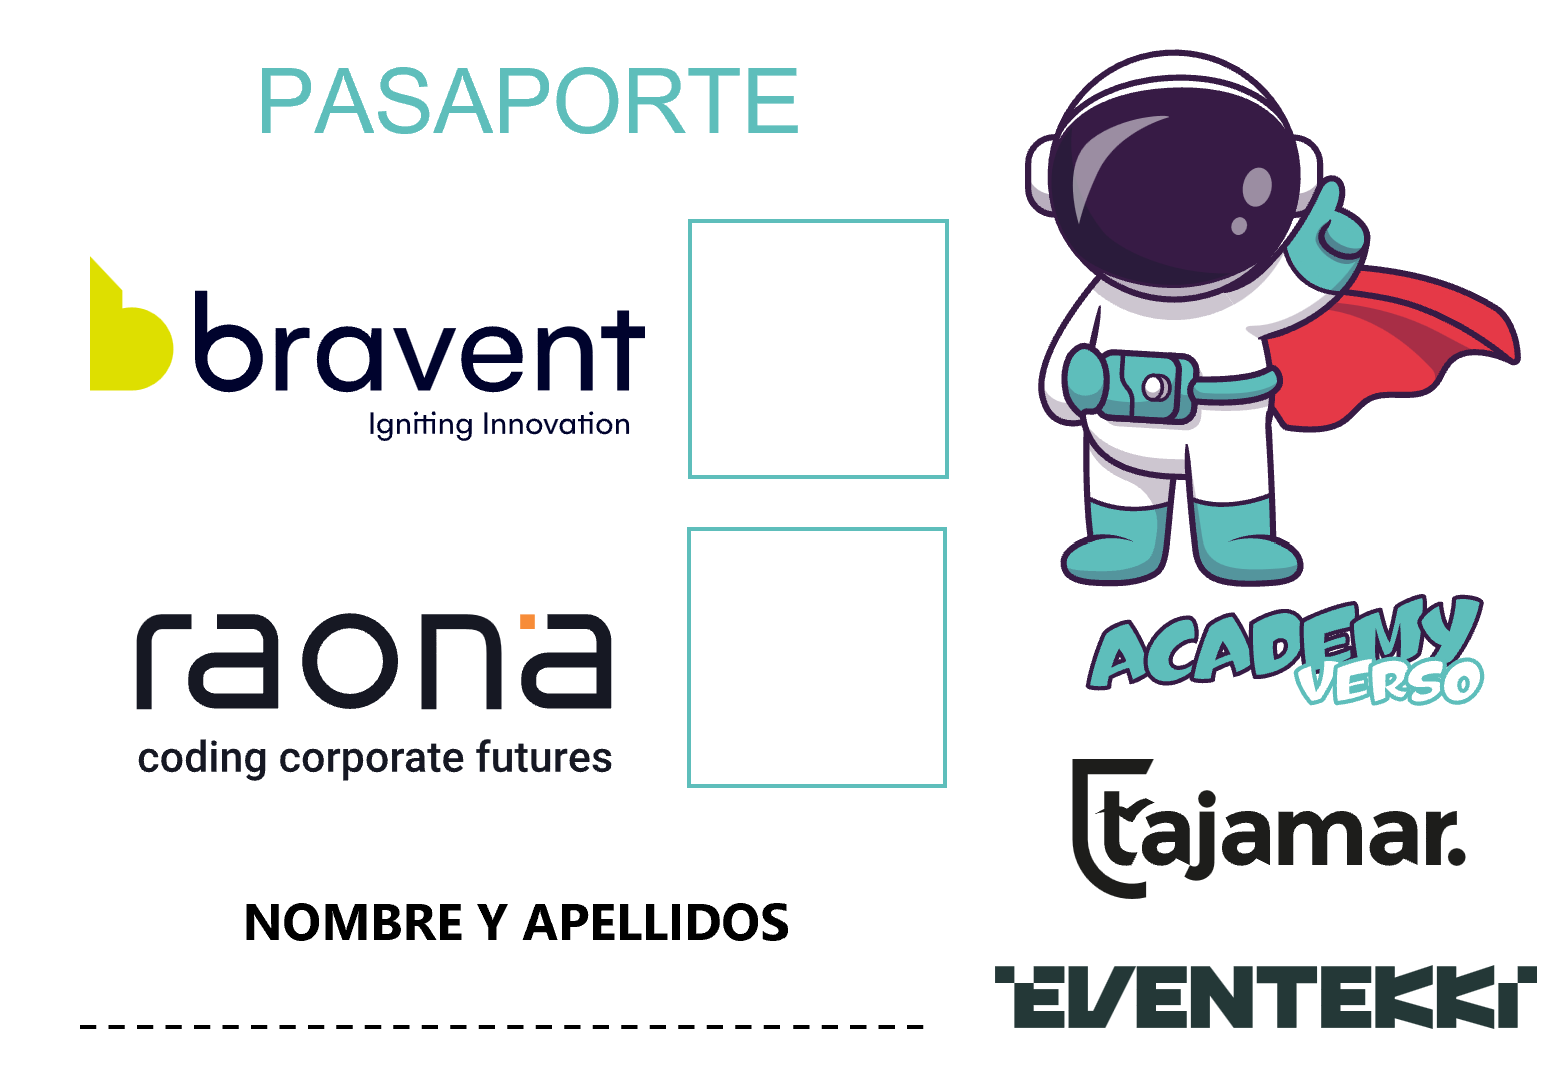 PASAPORTE
bravent
Igniting Innovation
raona
coding corporate futures
NOMBRE Y APELLIDOS
ACADEMY
VERSO
tajamar.
EVENTEKKI